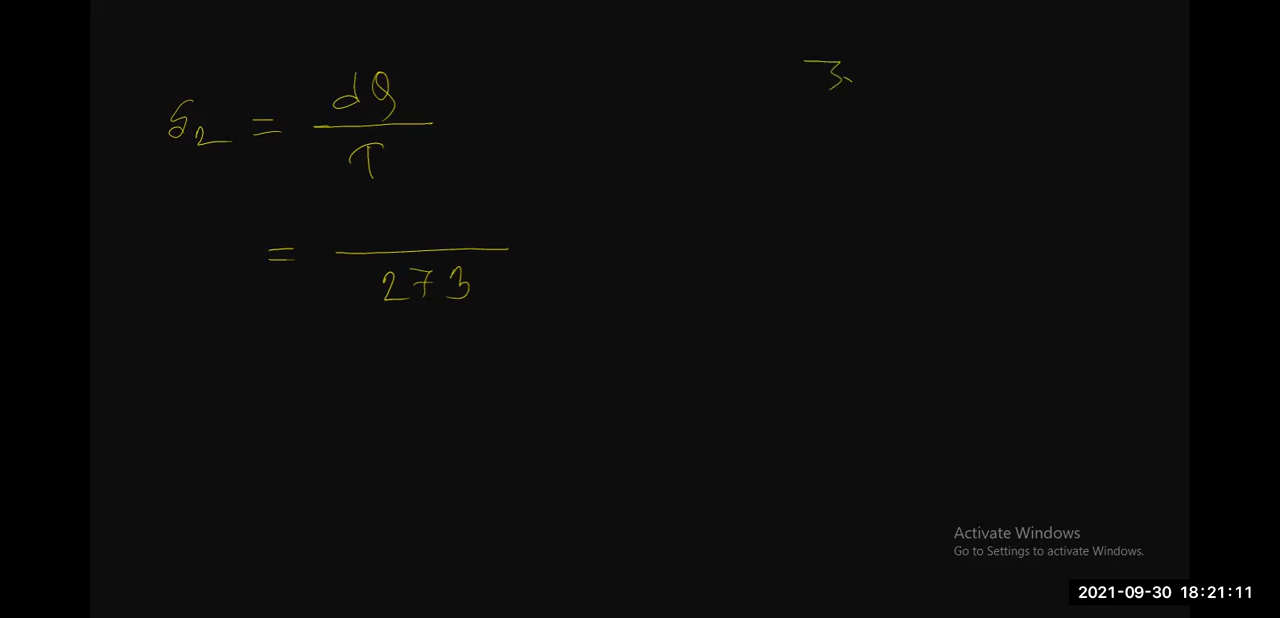 S₂ = dQ / T
= / 273
Activate Windows
Go to Settings to activate Windows.
2021-09-30 18:21:11